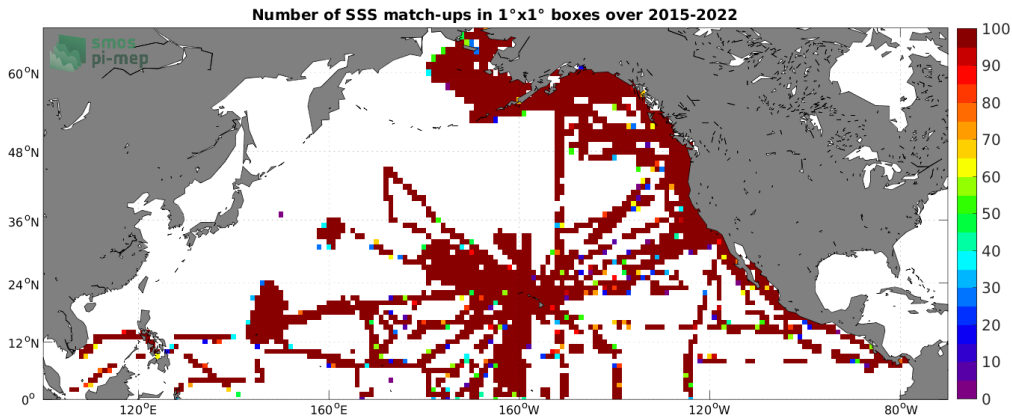 Number of SSS match-ups in 1°x1° boxes over 2015-2022
smos
pi-mep
60°N
48°N
36°N
24°N
12°N
0°
120°E
160°E
160°W
120°W
80°W
100
90
80
70
60
50
40
30
20
10
0